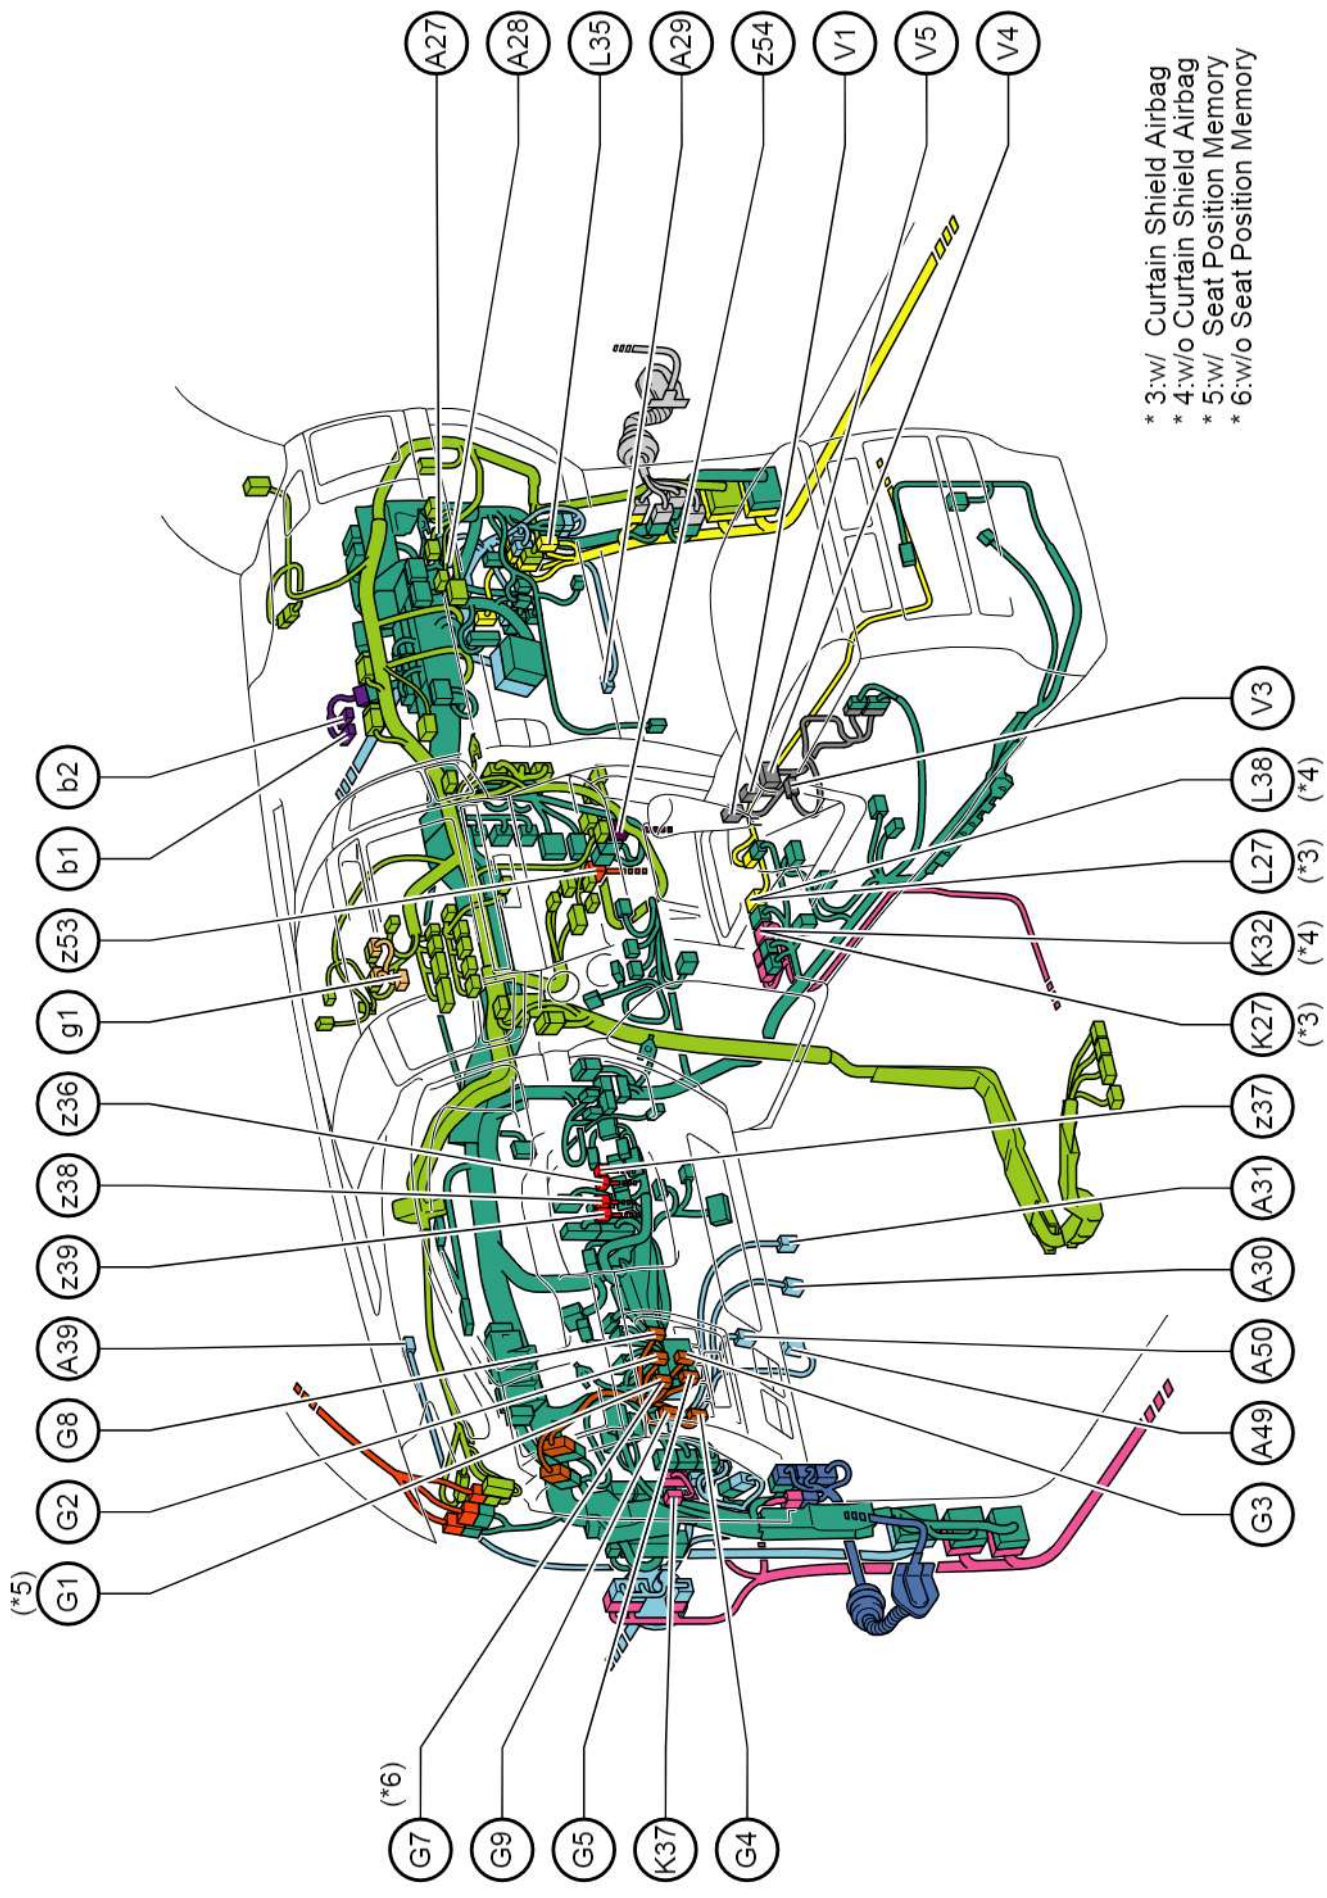 (*5)
G1
G2
G8
A39
z39
z38
z36
g1
z53
b1
b2
(*6)
G7
G9
G5
K37
G4
A27
A28
L35
A29
z54
V1
V5
V4
G3
A49
A50
A30
A31
z37
K27
(*3)
K32
(*4)
L27
(*3)
L38
(*4)
V3
* 3:w/ Curtain Shield Airbag
* 4:w/o Curtain Shield Airbag
* 5:w/ Seat Position Memory
* 6:w/o Seat Position Memory